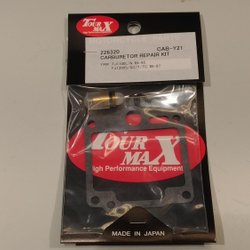 TOUR
MAX
226320 CAB-Y21
CARBURETOR REPAIR KIT
TOUR
MAX
High Performance Equipment
MADE IN JAPAN